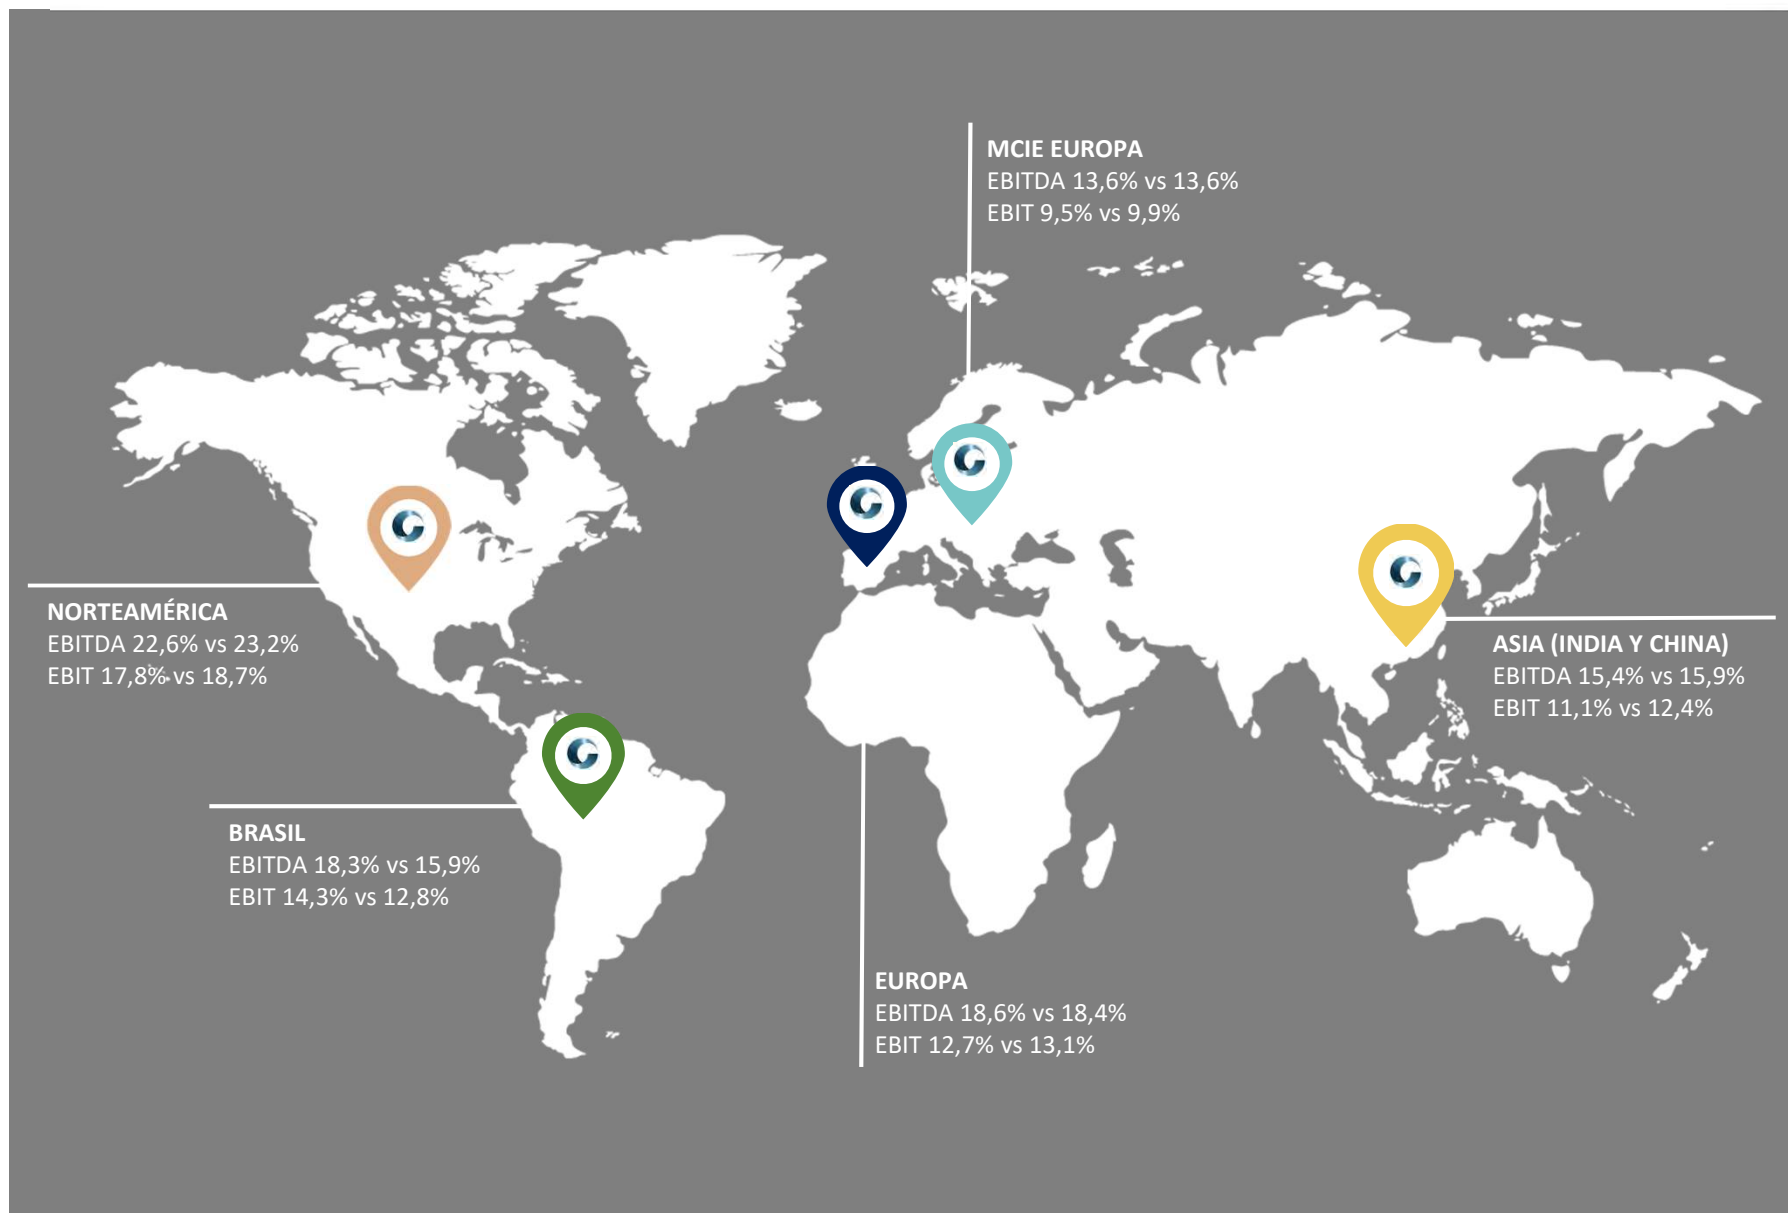 MCIE EUROPA
EBITDA 13,6% vs 13,6%
EBIT 9,5% vs 9,9%
NORTEAMÉRICA
EBITDA 22,6% vs 23,2%
EBIT 17,8% vs 18,7%
ASIA (INDIA Y CHINA)
EBITDA 15,4% vs 15,9%
EBIT 11,1% vs 12,4%
BRASIL
EBITDA 18,3% vs 15,9%
EBIT 14,3% vs 12,8%
EUROPA
EBITDA 18,6% vs 18,4%
EBIT 12,7% vs 13,1%